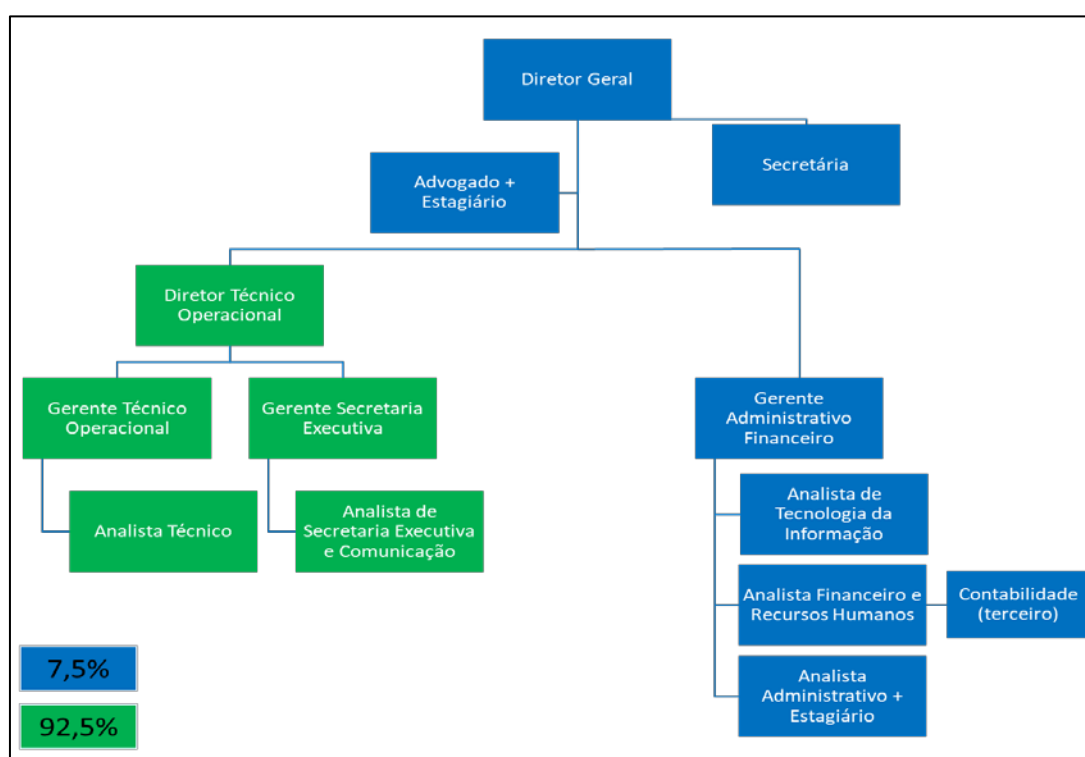 Diretor Geral
Secretária
Advogado +
Estagiário
Diretor Técnico
Operacional
Gerente Técnico
Operacional
Gerente Secretaria
Executiva
Gerente
Administrativo
Financeiro
Analista Técnico
Analista de
Secretaria Executiva
e Comunicação
Analista de
Tecnologia da
Informação
Analista Financeiro e
Recursos Humanos
Contabilidade
(terceiro)
Analista
Administrativo +
Estagiário
7,5%
92,5%